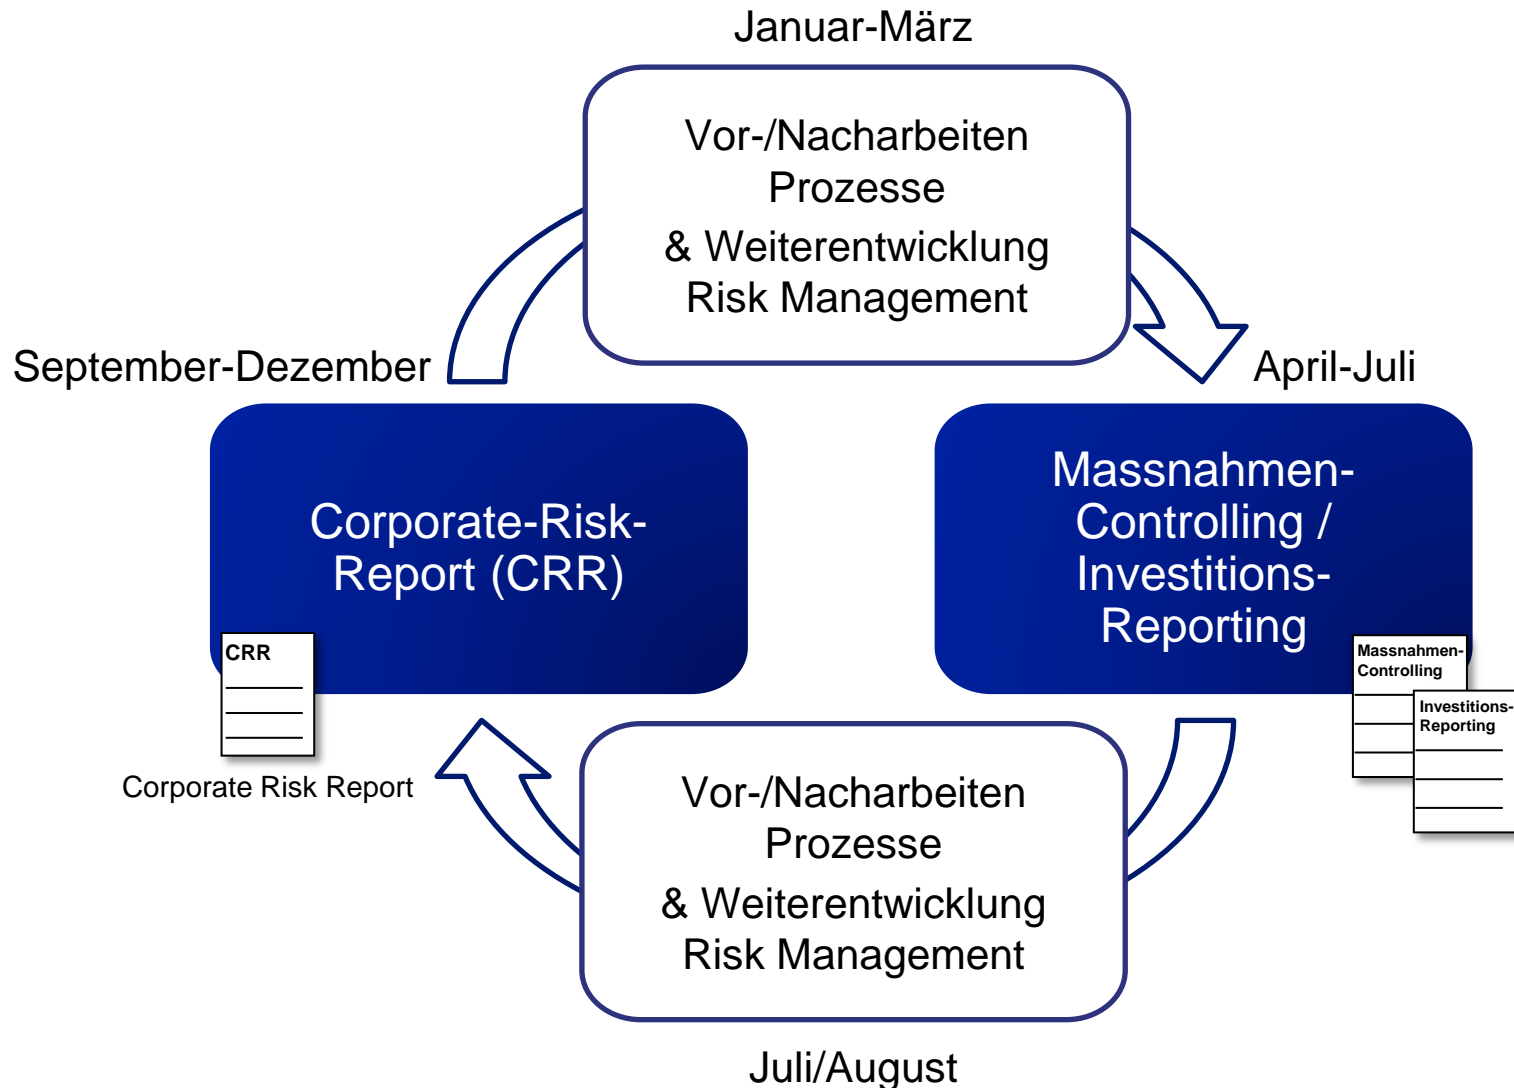 Januar-März
Vor-/Nacharbeiten
Prozesse
& Weiterentwicklung
Risk Management
September-Dezember
April-Juli
Corporate-Risk-
Report (CRR)
Massnahmen-
Controlling /
Investitions-
Reporting
CRR
Corporate Risk Report
Massnahmen-
Controlling
Investitions-
Reporting
Vor-/Nacharbeiten
Prozesse
& Weiterentwicklung
Risk Management
Juli/August